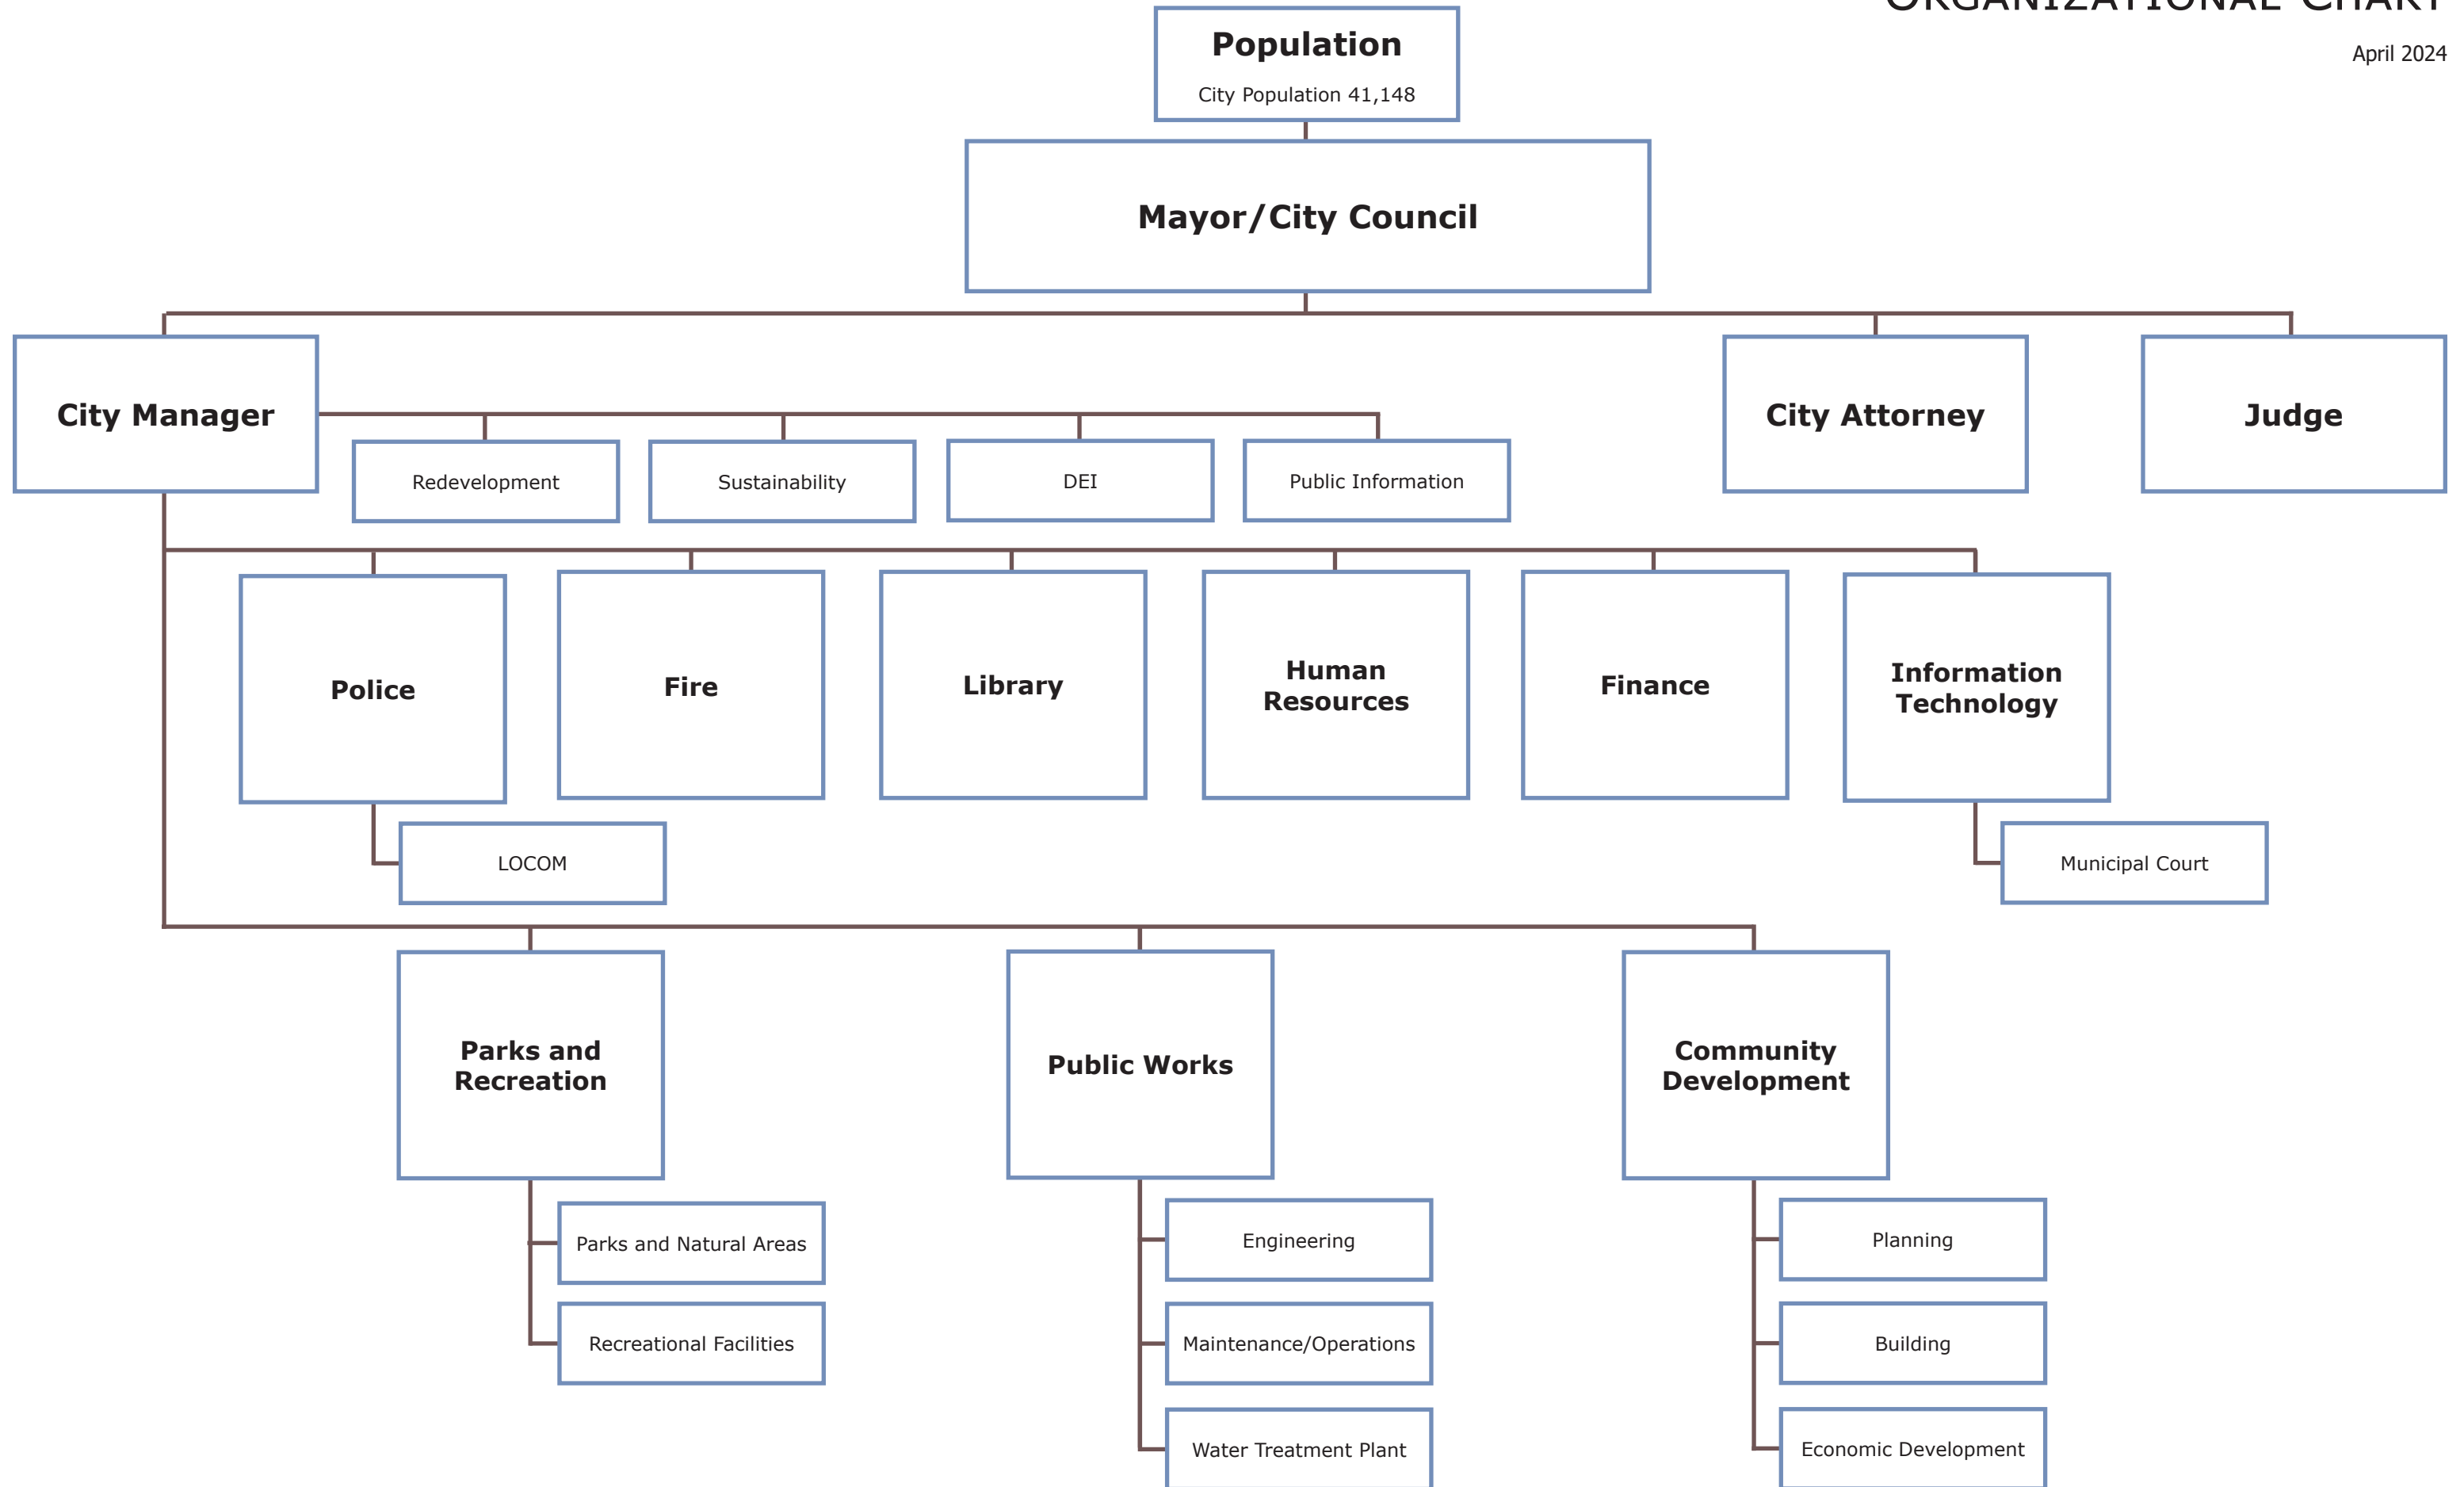 ORGANIZATIONAL CHART
April 2024
Population
City Population 41,148
Mayor/City Council
City Manager
City Attorney
Judge
Redevelopment
Sustainability
DEI
Public Information
Police
Fire
Library
Human
Resources
Finance
Information
Technology
LOCOM
Municipal Court
Parks and
Recreation
Public Works
Community
Development
Parks and Natural Areas
Engineering
Planning
Recreational Facilities
Maintenance/Operations
Building
Water Treatment Plant
Economic Development